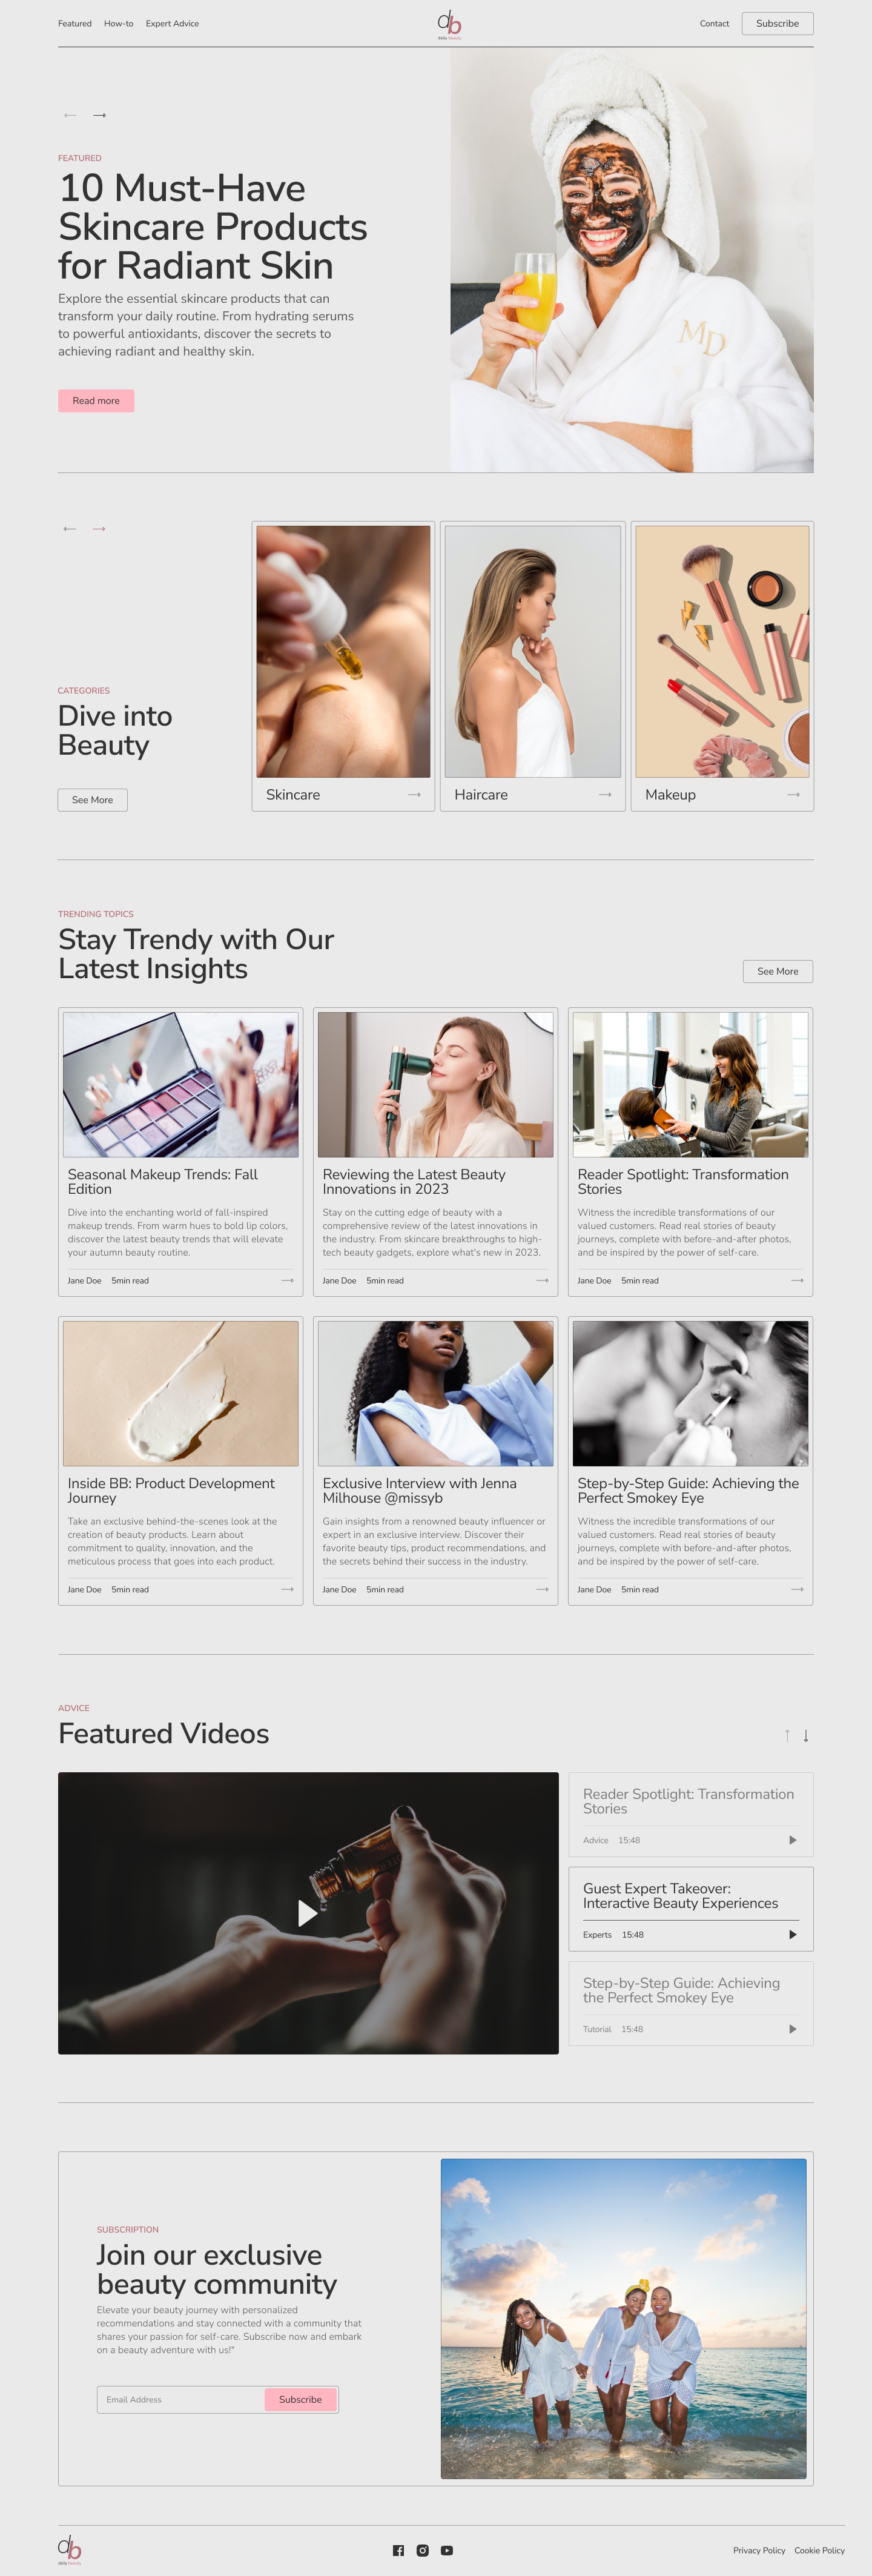 Featured How-to Expert Advice
db
daily beauty
Contact Subscribe
FEATURED
10 Must-Have
Skincare Products
for Radiant Skin
Explore the essential skincare products that can
transform your daily routine. From hydrating serums
to powerful antioxidants, discover the secrets to
achieving radiant and healthy skin.
Read more
MD
CATEGORIES
Dive into
Beauty
See More
Skincare
Haircare
Makeup
TRENDING TOPICS
Stay Trendy with Our
Latest Insights
See More
Seasonal Makeup Trends: Fall
Edition
Dive into the enchanting world of fall-inspired
makeup trends. From warm hues to bold lip colors,
discover the latest beauty trends that will elevate
your autumn beauty routine.
Jane Doe 5min read
Reviewing the Latest Beauty
Innovations in 2023
Stay on the cutting edge of beauty with a
comprehensive review of the latest innovations in
the industry. From skincare breakthroughs to high-
tech beauty gadgets, explore what's new in 2023.
Jane Doe 5min read
Reader Spotlight: Transformation
Stories
Witness the incredible transformations of our
valued customers. Read real stories of beauty
journeys, complete with before-and-after photos,
and be inspired by the power of self-care.
Jane Doe 5min read
Inside BB: Product Development
Journey
Take an exclusive behind-the-scenes look at the
creation of beauty products. Learn about
commitment to quality, innovation, and the
meticulous process that goes into each product.
Jane Doe 5min read
Exclusive Interview with Jenna
Milhouse @missyb
Gain insights from a renowned beauty influencer or
expert in an exclusive interview. Discover their
favorite beauty tips, product recommendations, and
the secrets behind their success in the industry.
Jane Doe 5min read
Step-by-Step Guide: Achieving the
Perfect Smokey Eye
Witness the incredible transformations of our
valued customers. Read real stories of beauty
journeys, complete with before-and-after photos,
and be inspired by the power of self-care.
Jane Doe 5min read
ADVICE
Featured Videos
Reader Spotlight: Transformation
Stories
Advice 15:48
Guest Expert Takeover:
Interactive Beauty Experiences
Experts 15:48
Step-by-Step Guide: Achieving
the Perfect Smokey Eye
Tutorial 15:48
SUBSCRIPTION
Join our exclusive
beauty community
Elevate your beauty journey with personalized
recommendations and stay connected with a community that
shares your passion for self-care. Subscribe now and embark
on a beauty adventure with us!"
Email Address Subscribe
db
daily beauty
Privacy Policy Cookie Policy